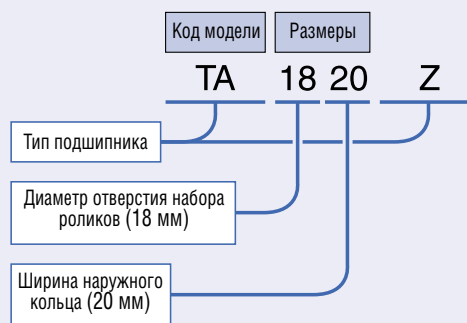 Код модели Размеры
TA 18 20 Z
Тип подшипника
Диаметр отверстия набора
роликов (18 мм)
Ширина наружного
кольца (20 мм)